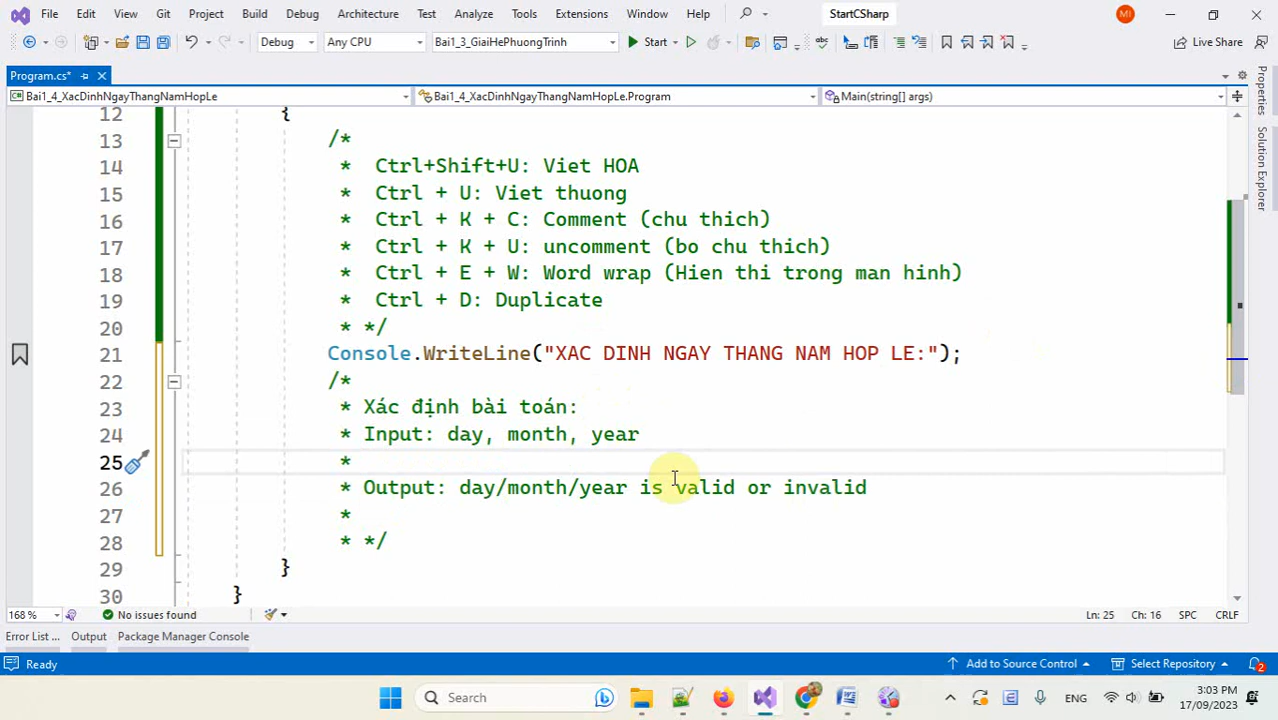 File Edit View Git Project Build Debug Architecture Test Analyze Tools Extensions Window Help StartCSharp MI
Debug Any CPU Bai1_3_GiaiHePhuongTrinh Start Live Share
Program.cs*
Bai1_4_XacDinhNgayThangNamHopLe Bai1_4_XacDinhNgayThangNamHopLe.Program Main(string[] args)
Properties
Solution Explorer
12 {
13 /*
14 * Ctrl+Shift+U: Viet HOA
15 * Ctrl + U: Viet thuong
16 * Ctrl + K + C: Comment (chu thich)
17 * Ctrl + K + U: uncomment (bo chu thich)
18 * Ctrl + E + W: Word wrap (Hien thi trong man hinh)
19 * Ctrl + D: Duplicate
20 * */
21 Console.WriteLine("XAC DINH NGAY THANG NAM HOP LE:");
22 /*
23 * Xác định bài toán:
24 * Input: day, month, year
25 *
26 * Output: day/month/year is valid or invalid
27 *
28 * */
29 }
30 }
168 % No issues found Ln: 25 Ch: 16 SPC CRLF
Error List ... Output Package Manager Console
Ready Add to Source Control Select Repository 2
Search ENG 3:03 PM
17/09/2023